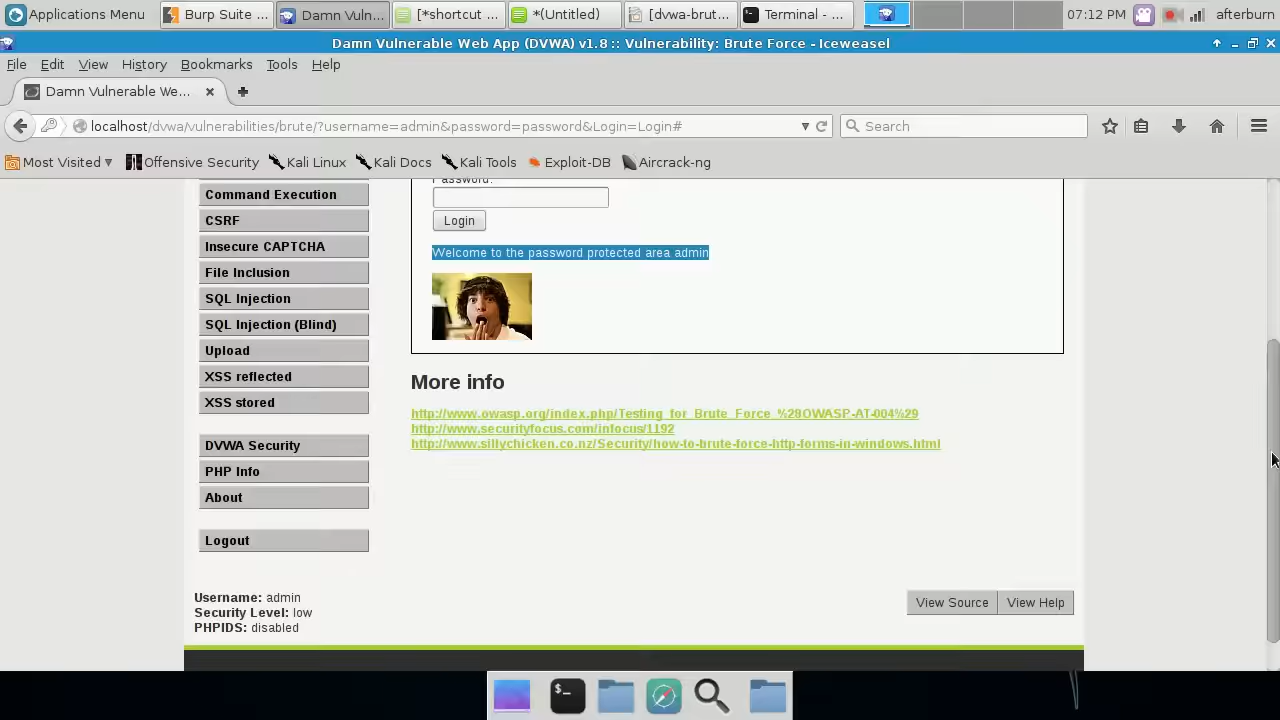 Applications Menu
Burp Suite ...
Damn Vuln...
[*shortcut ...
*(Untitled)
[dvwa-brut...
Terminal - ...
07:12 PM
afterburn
Damn Vulnerable Web App (DVWA) v1.8 :: Vulnerability: Brute Force - Iceweasel
File Edit View History Bookmarks Tools Help
Damn Vulnerable We...
localhost/dvwa/vulnerabilities/brute/?username=admin&password=password&Login=Login#
Search
Most Visited
Offensive Security
Kali Linux
Kali Docs
Kali Tools
Exploit-DB
Aircrack-ng
Command Execution
CSRF
Insecure CAPTCHA
File Inclusion
SQL Injection
SQL Injection (Blind)
Upload
XSS reflected
XSS stored
DVWA Security
PHP Info
About
Logout
Password:
Login
Welcome to the password protected area admin
More info
http://www.owasp.org/index.php/Testing_for_Brute_Force_%28OWASP-AT-004%29
http://www.securityfocus.com/infocus/1192
http://www.sillychicken.co.nz/Security/how-to-brute-force-http-forms-in-windows.html
Username: admin
Security Level: low
PHPIDS: disabled
View Source
View Help
$_